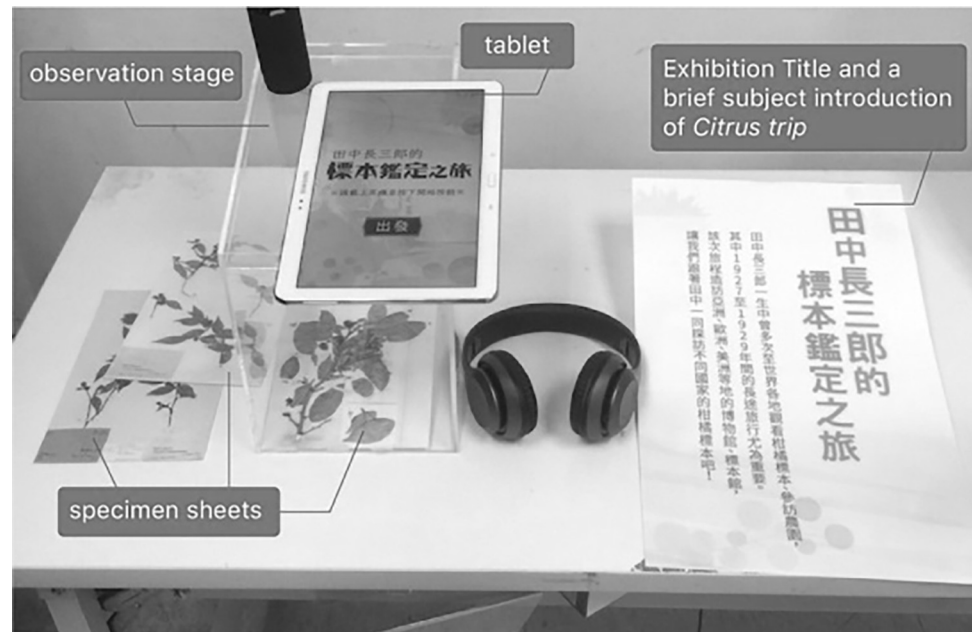 observation stage
tablet
Exhibition Title and a
brief subject introduction
of Citrus trip
田中長三郎的
標本鑑定之旅
出發
SAMSUNG
田中長三郎的
標本鑑定之旅
田中長三郎一生中曾多次至世界各地觀看柑橘標本、參訪農園，
其中1927至1929年間的長途旅行尤為重要。
該次旅程造訪亞洲、歐洲、美洲等地的博物館、標本館，
讓我們跟著田中一同探訪不同國家的柑橘標本吧！
specimen sheets